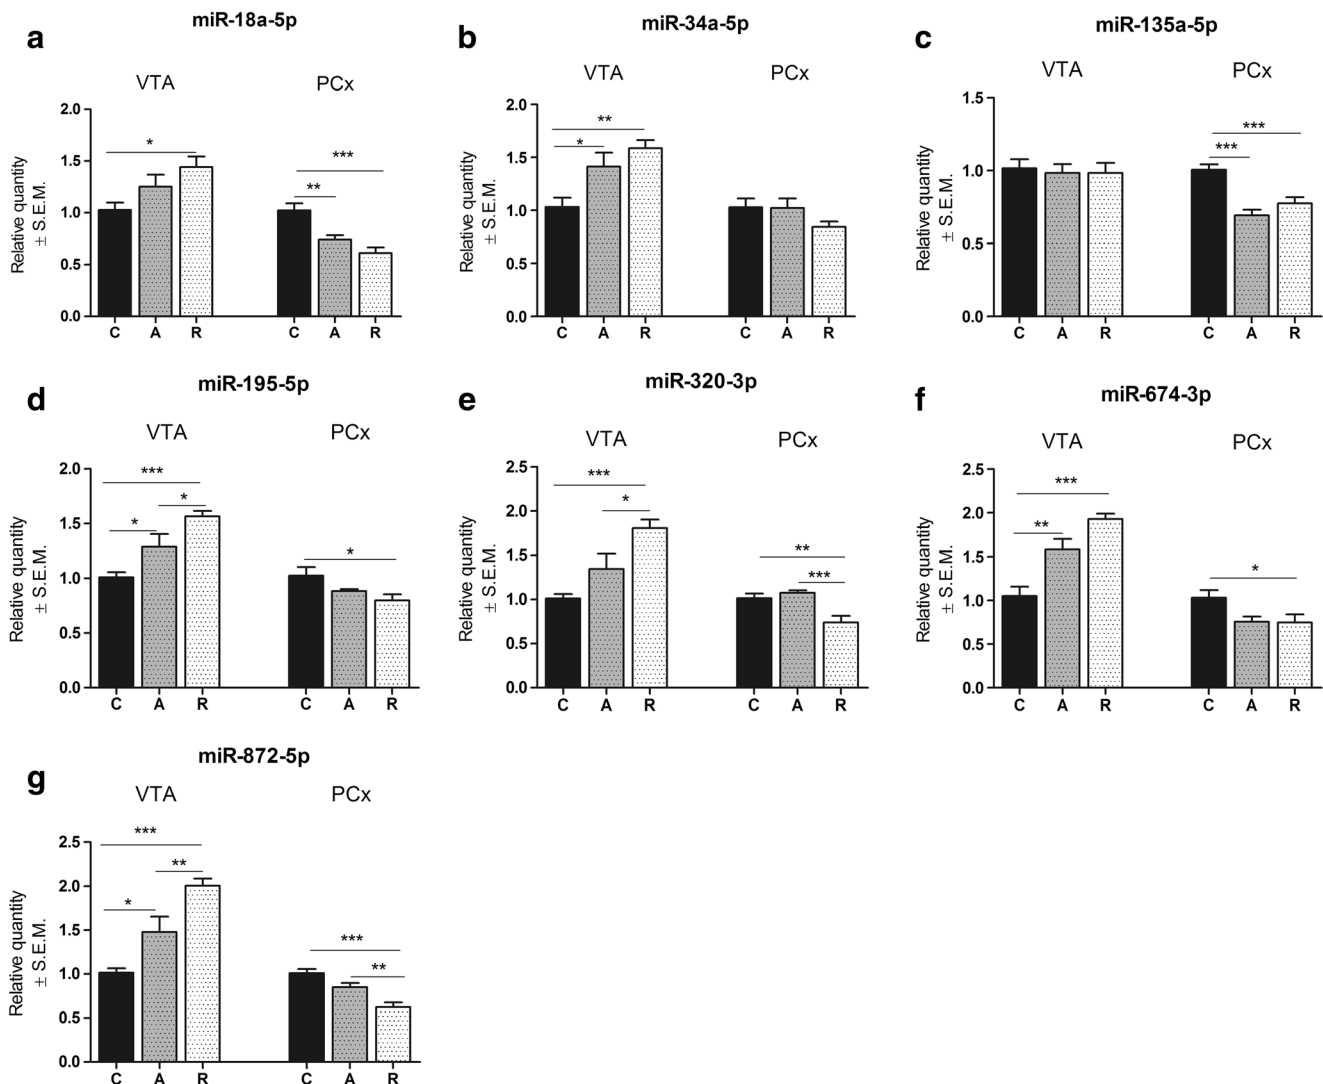 a
miR-18a-5p
VTA PCx
Relative quantity
± S.E.M.
2.0
1.5
1.0
0.5
0.0
*
***
**
C A R C A R
b
miR-34a-5p
VTA PCx
Relative quantity
± S.E.M.
2.0
1.5
1.0
0.5
0.0
**
*
C A R C A R
c
miR-135a-5p
VTA PCx
Relative quantity
± S.E.M.
1.5
1.0
0.5
0.0
***
***
C A R C A R
d
miR-195-5p
VTA PCx
Relative quantity
± S.E.M.
2.0
1.5
1.0
0.5
0.0
***
*
*
*
C A R C A R
e
miR-320-3p
VTA PCx
Relative quantity
± S.E.M.
2.5
2.0
1.5
1.0
0.5
0.0
***
*
**
***
C A R C A R
f
miR-674-3p
VTA PCx
Relative quantity
± S.E.M.
2.5
2.0
1.5
1.0
0.5
0.0
***
**
*
C A R C A R
g
miR-872-5p
VTA PCx
Relative quantity
± S.E.M.
2.5
2.0
1.5
1.0
0.5
0.0
***
**
*
***
**
C A R C A R